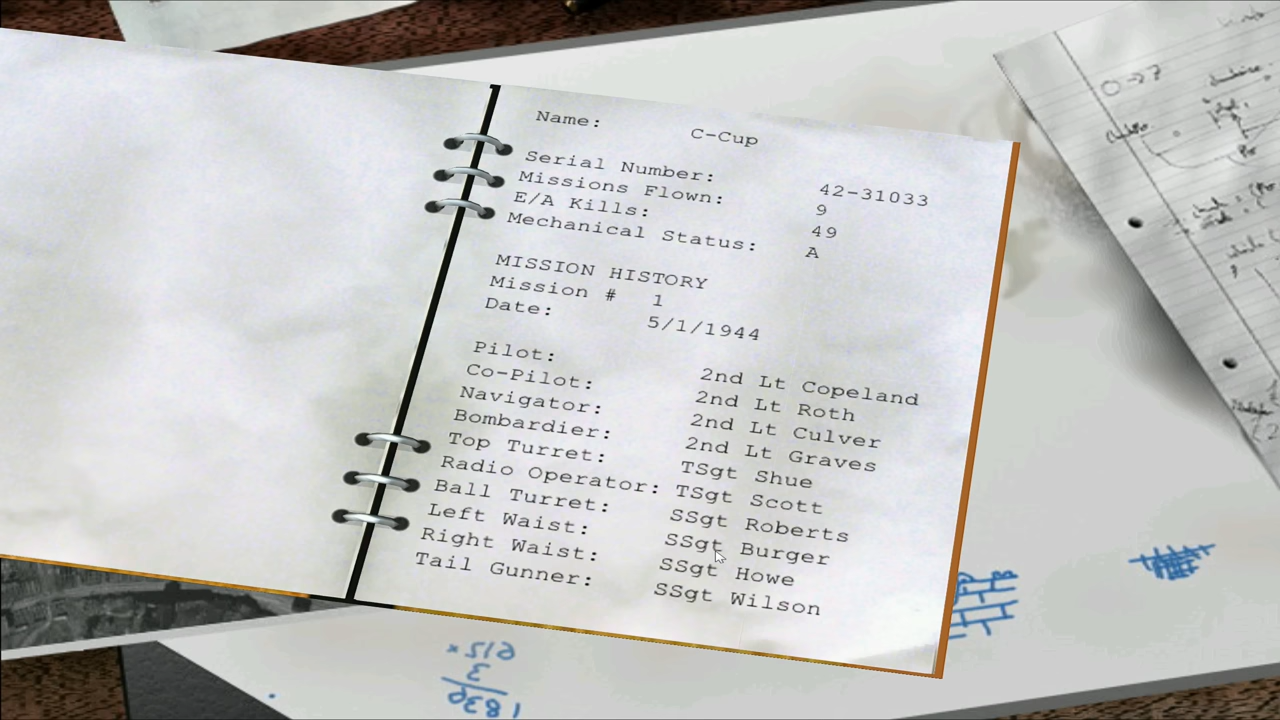 Name: C-Cup
Serial Number: 42-31033
Missions Flown: 9
E/A Kills: 49
Mechanical Status: A
MISSION HISTORY
Mission # 1
Date: 5/1/1944
Pilot: 2nd Lt Copeland
Co-Pilot: 2nd Lt Roth
Navigator: 2nd Lt Culver
Bombardier: 2nd Lt Graves
Top Turret: TSgt Shue
Radio Operator: TSgt Scott
Ball Turret: SSgt Roberts
Left Waist: SSgt Burger
Right Waist: SSgt Howe
Tail Gunner: SSgt Wilson